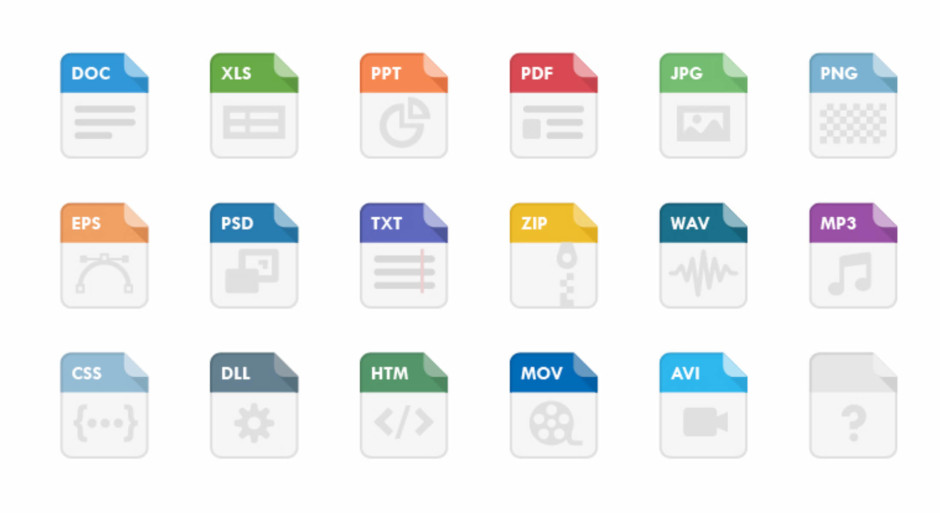 DOC XLS PPT PDF JPG PNG
EPS PSD TXT ZIP WAV MP3
CSS DLL HTM MOV AVI
?